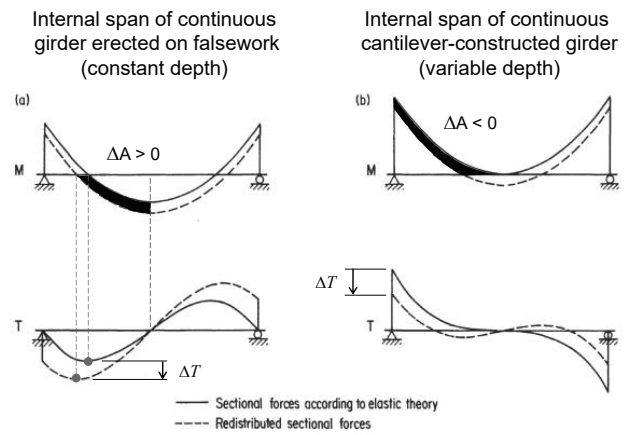 Internal span of continuous
girder erected on falsework
(constant depth)
Internal span of continuous
cantilever-constructed girder
(variable depth)
(a)
(b)
ΔA > 0
ΔA < 0
M
M
ΔT
T
T
ΔT
Sectional forces according to elastic theory
Redistributed sectional forces